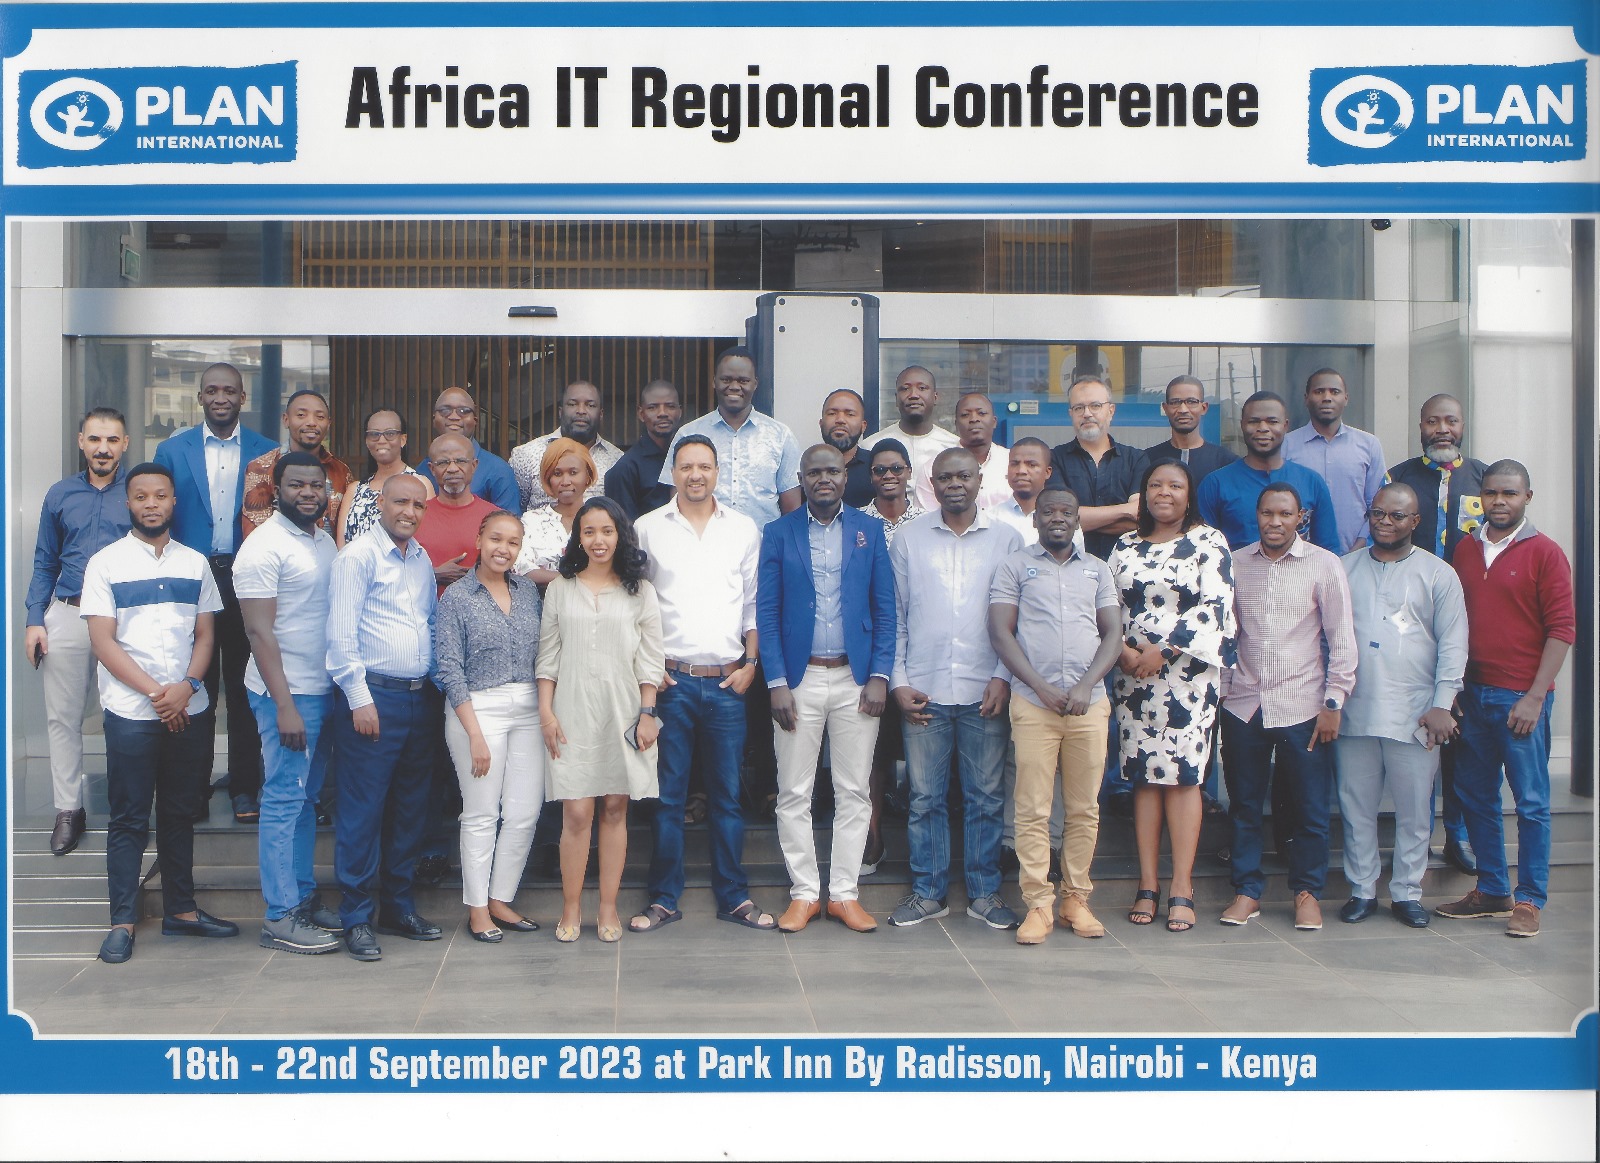 PLAN
INTERNATIONAL
Africa IT Regional Conference
PLAN
INTERNATIONAL
18th - 22nd September 2023 at Park Inn By Radisson, Nairobi - Kenya